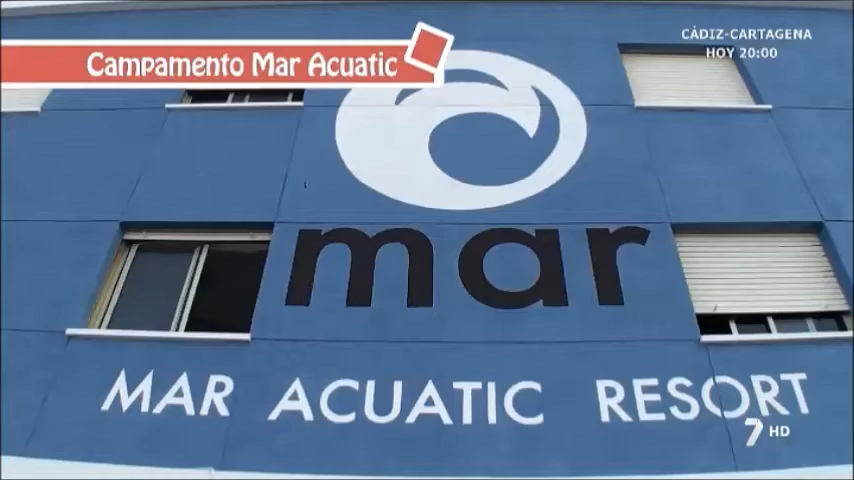 Campamento Mar Acuatic
CÁDIZ-CARTAGENA
HOY 20:00
mar
MAR ACUATIC RESORT
7 HD